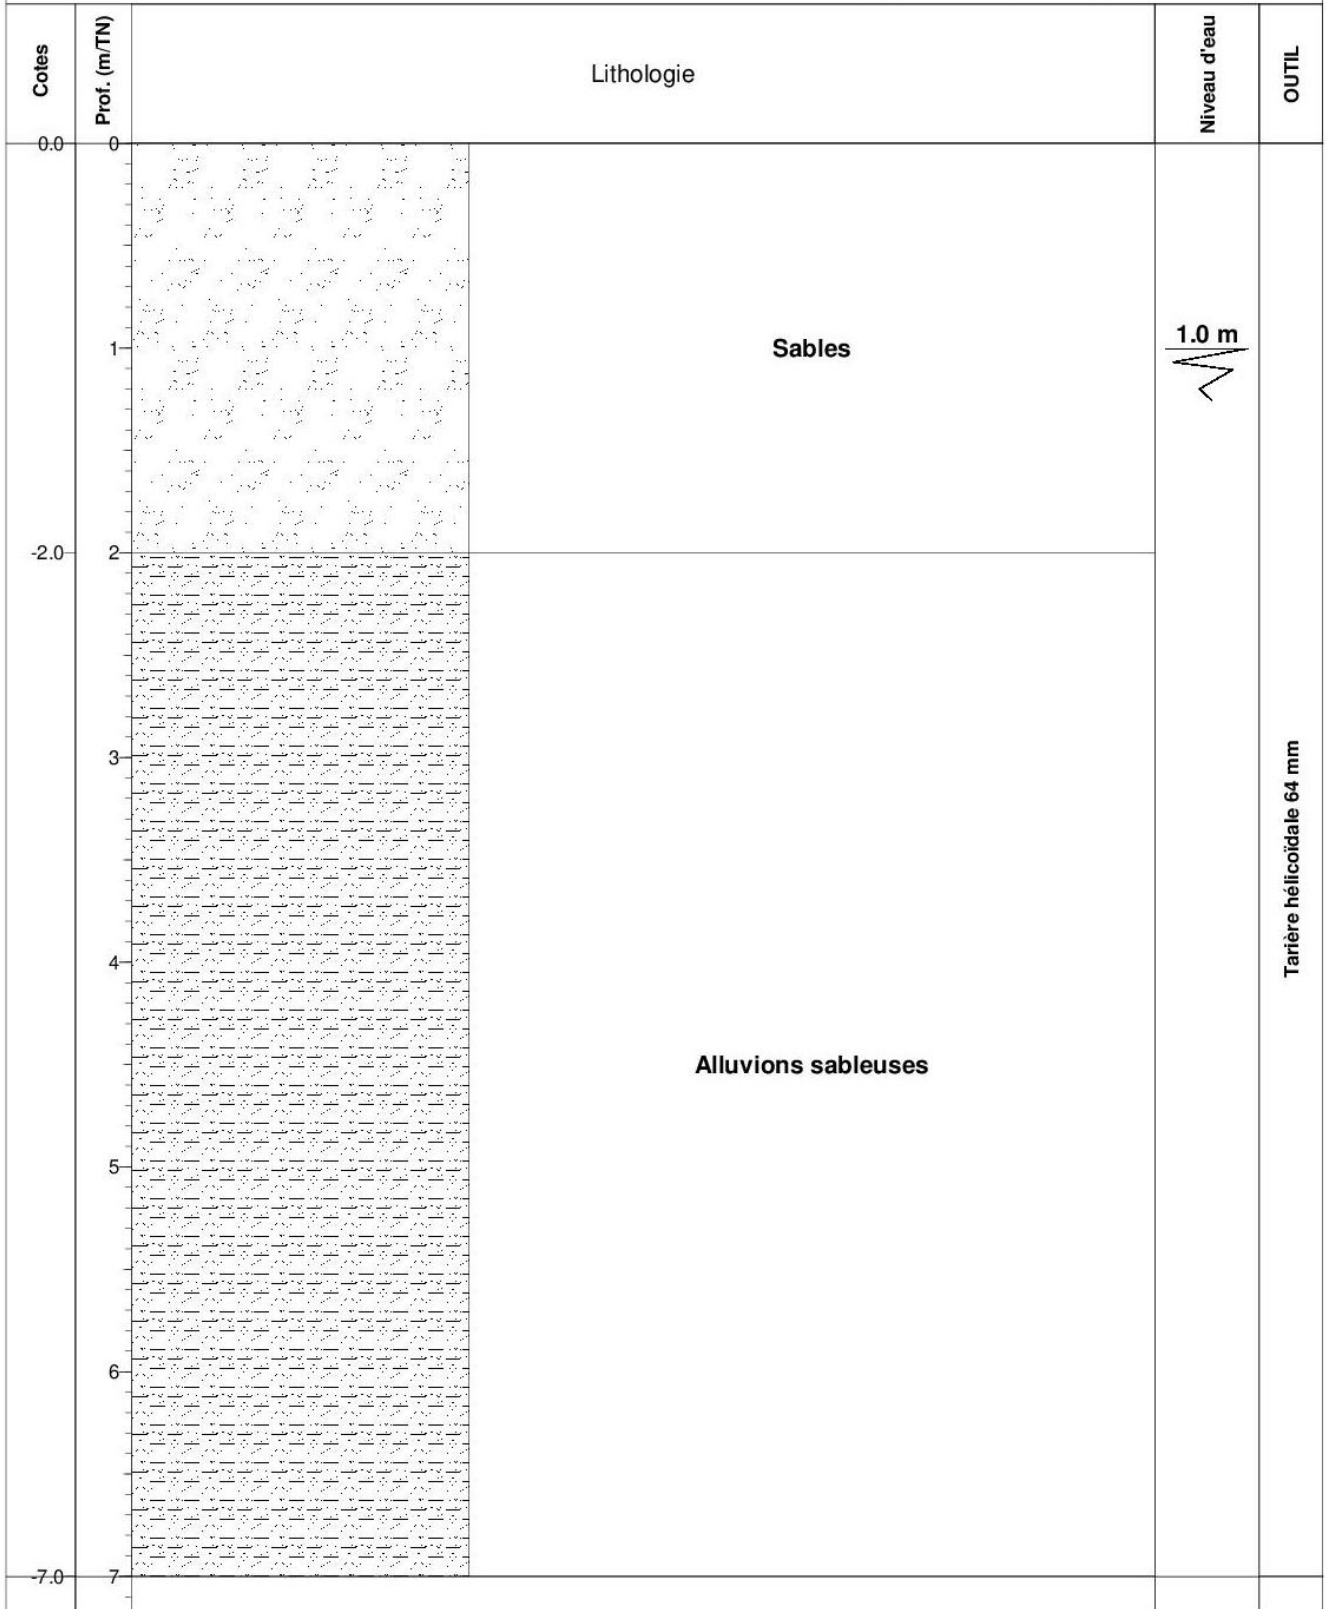 Cotes
Prof. (m/TN)
Lithologie
Niveau d'eau
OUTIL
0.0
0
1
Sables
1.0 m
-2.0
2
3
Tarière hélicoïdale 64 mm
4
Alluvions sableuses
5
6
-7.0
7